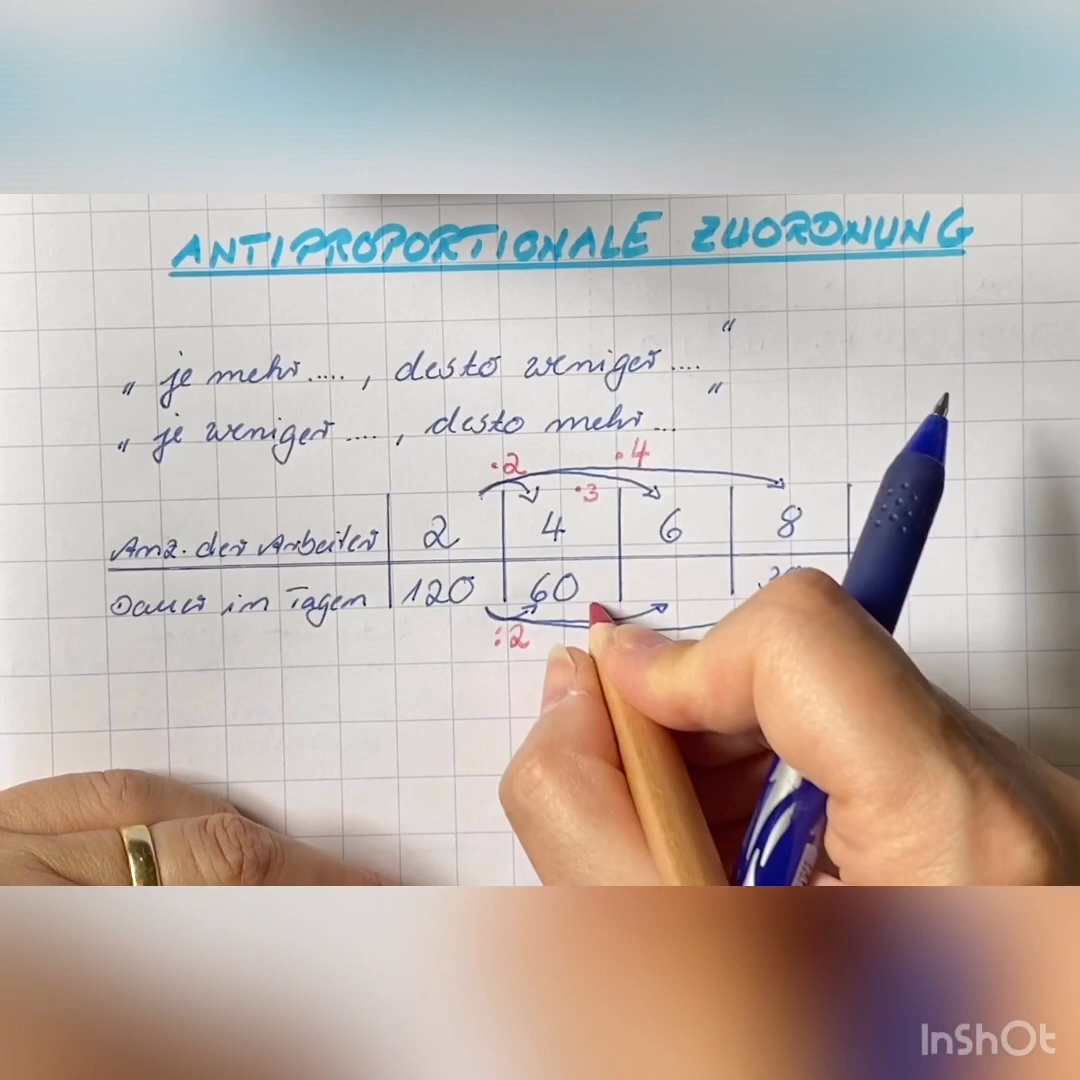 ANTIPROPORTIONALE ZUORDNUNG
„ je mehr....., desto weniger.... "
„ je weniger...., desto mehr... "
·2 ·3 ·4
Anz. der Arbeiter 2 4 6 8
Dauer im Tagen 120 60
:2
InShOt